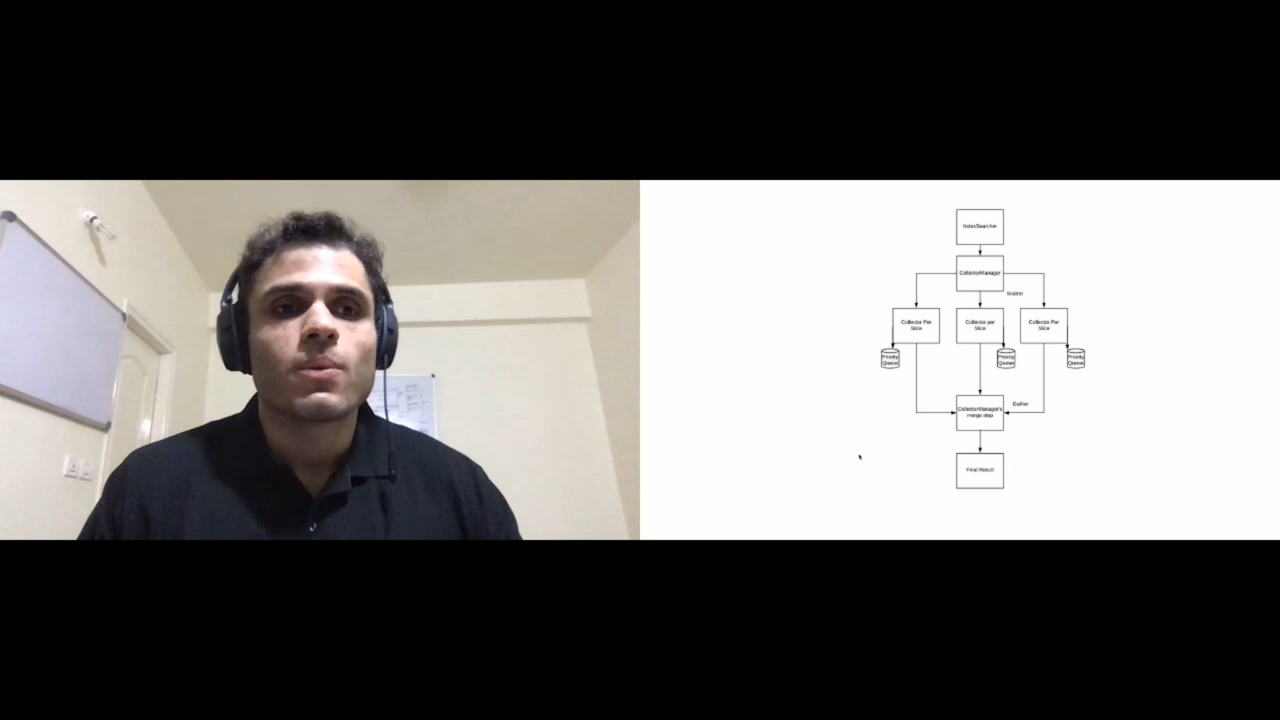 IndexSearcher
CollectorManager
Scatter
Collector Per
Slice
Collector per
Slice
Collector Per
Slice
Priority
Queue
Priority
Queue
Priority
Queue
Gather
CollectorManager's
merge step
Final Result